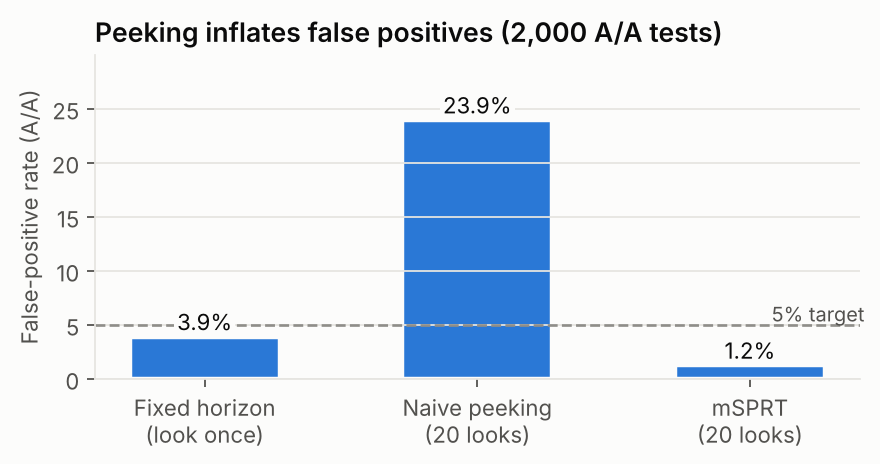 Peeking inflates false positives (2,000 A/A tests)
False-positive rate (A/A)
25
20
15
10
5
0
3.9%
23.9%
1.2%
5% target
Fixed horizon
(look once)
Naive peeking
(20 looks)
mSPRT
(20 looks)